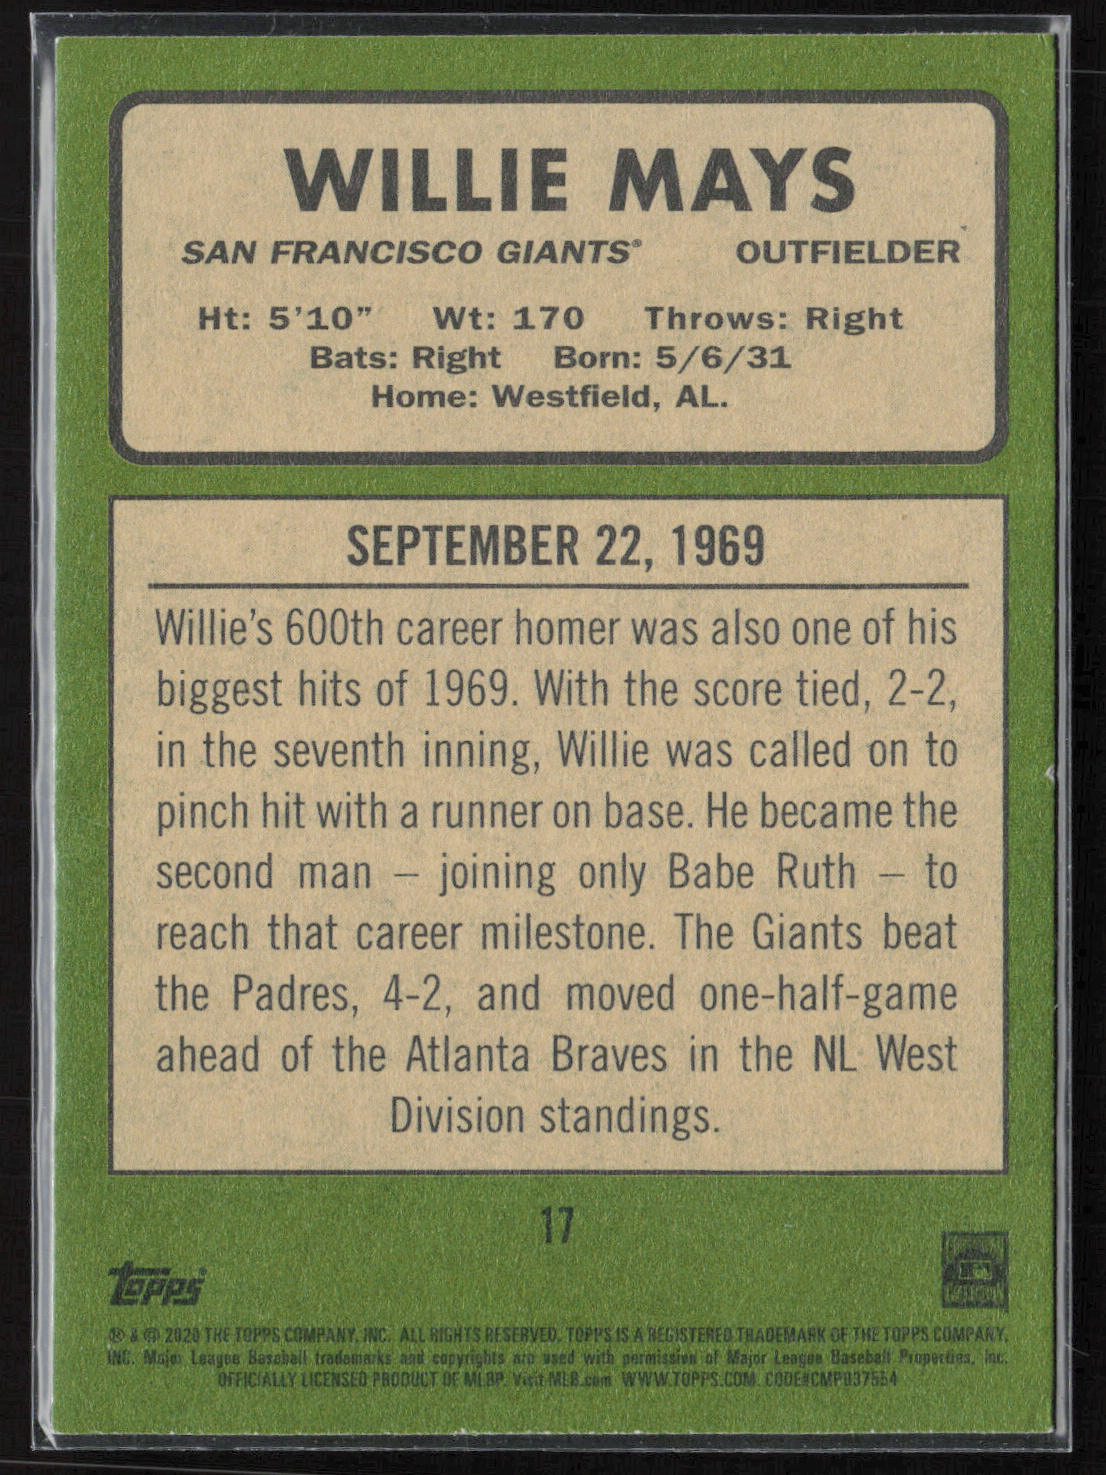 WILLIE MAYS
SAN FRANCISCO GIANTS® OUTFIELDER
Ht: 5'10" Wt: 170 Throws: Right
Bats: Right Born: 5/6/31
Home: Westfield, AL.
SEPTEMBER 22, 1969
Willie's 600th career homer was also one of his
biggest hits of 1969. With the score tied, 2-2,
in the seventh inning, Willie was called on to
pinch hit with a runner on base. He became the
second man – joining only Babe Ruth – to
reach that career milestone. The Giants beat
the Padres, 4-2, and moved one-half-game
ahead of the Atlanta Braves in the NL West
Division standings.
17
topps
® & © 2020 THE TOPPS COMPANY, INC. ALL RIGHTS RESERVED. TOPPS IS A REGISTERED TRADEMARK OF THE TOPPS COMPANY,
INC. Major League Baseball trademarks and copyrights are used with permission of Major League Baseball Properties, Inc.
OFFICIALLY LICENSED PRODUCT OF MLBP. Visit MLB.com WWW.TOPPS.COM. CODE#CMP037554